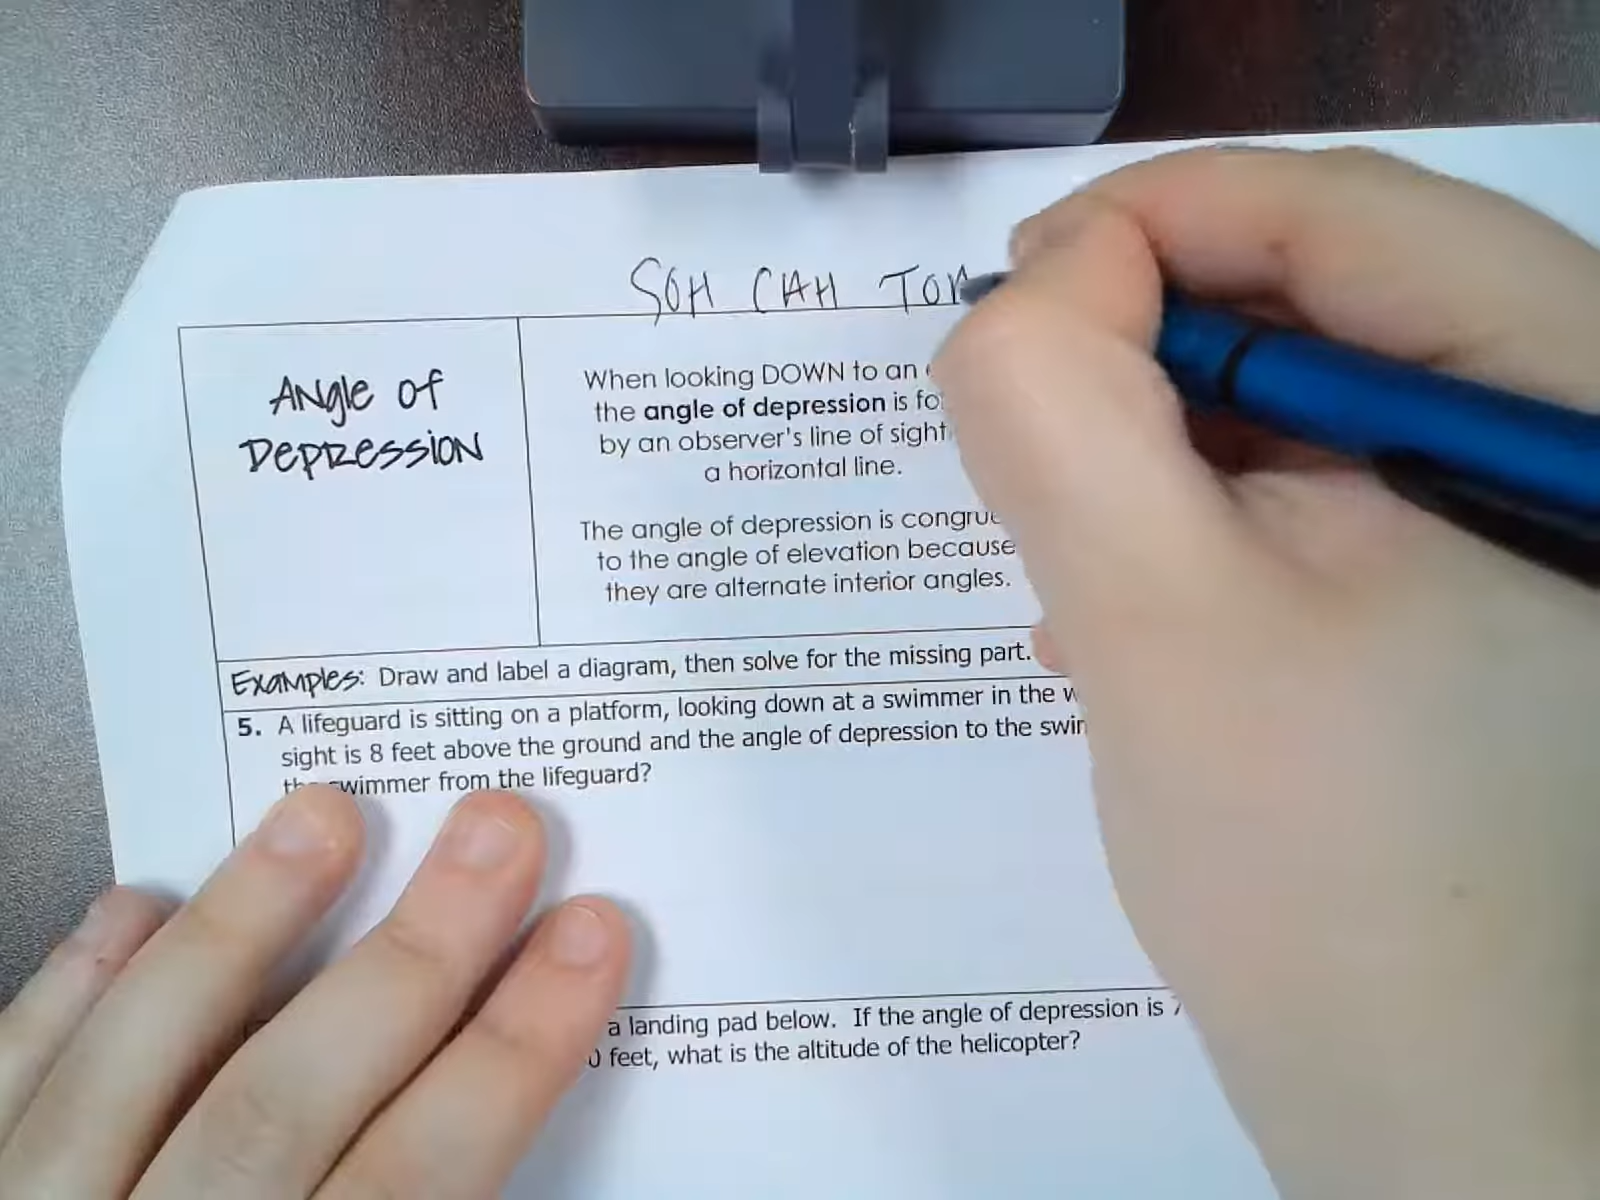 SOH CAH TOA
Angle of
Depression
When looking DOWN to an
the angle of depression is
by an observer's line of sight
a horizontal line.
The angle of depression is
to the angle of elevation because
they are alternate interior angles.
Examples: Draw and label a diagram, then solve for the missing part.
5. A lifeguard is sitting on a platform, looking down at a swimmer in the
sight is 8 feet above the ground and the angle of depression to the
swimmer from the lifeguard?
a landing pad below. If the angle of depression is
feet, what is the altitude of the helicopter?